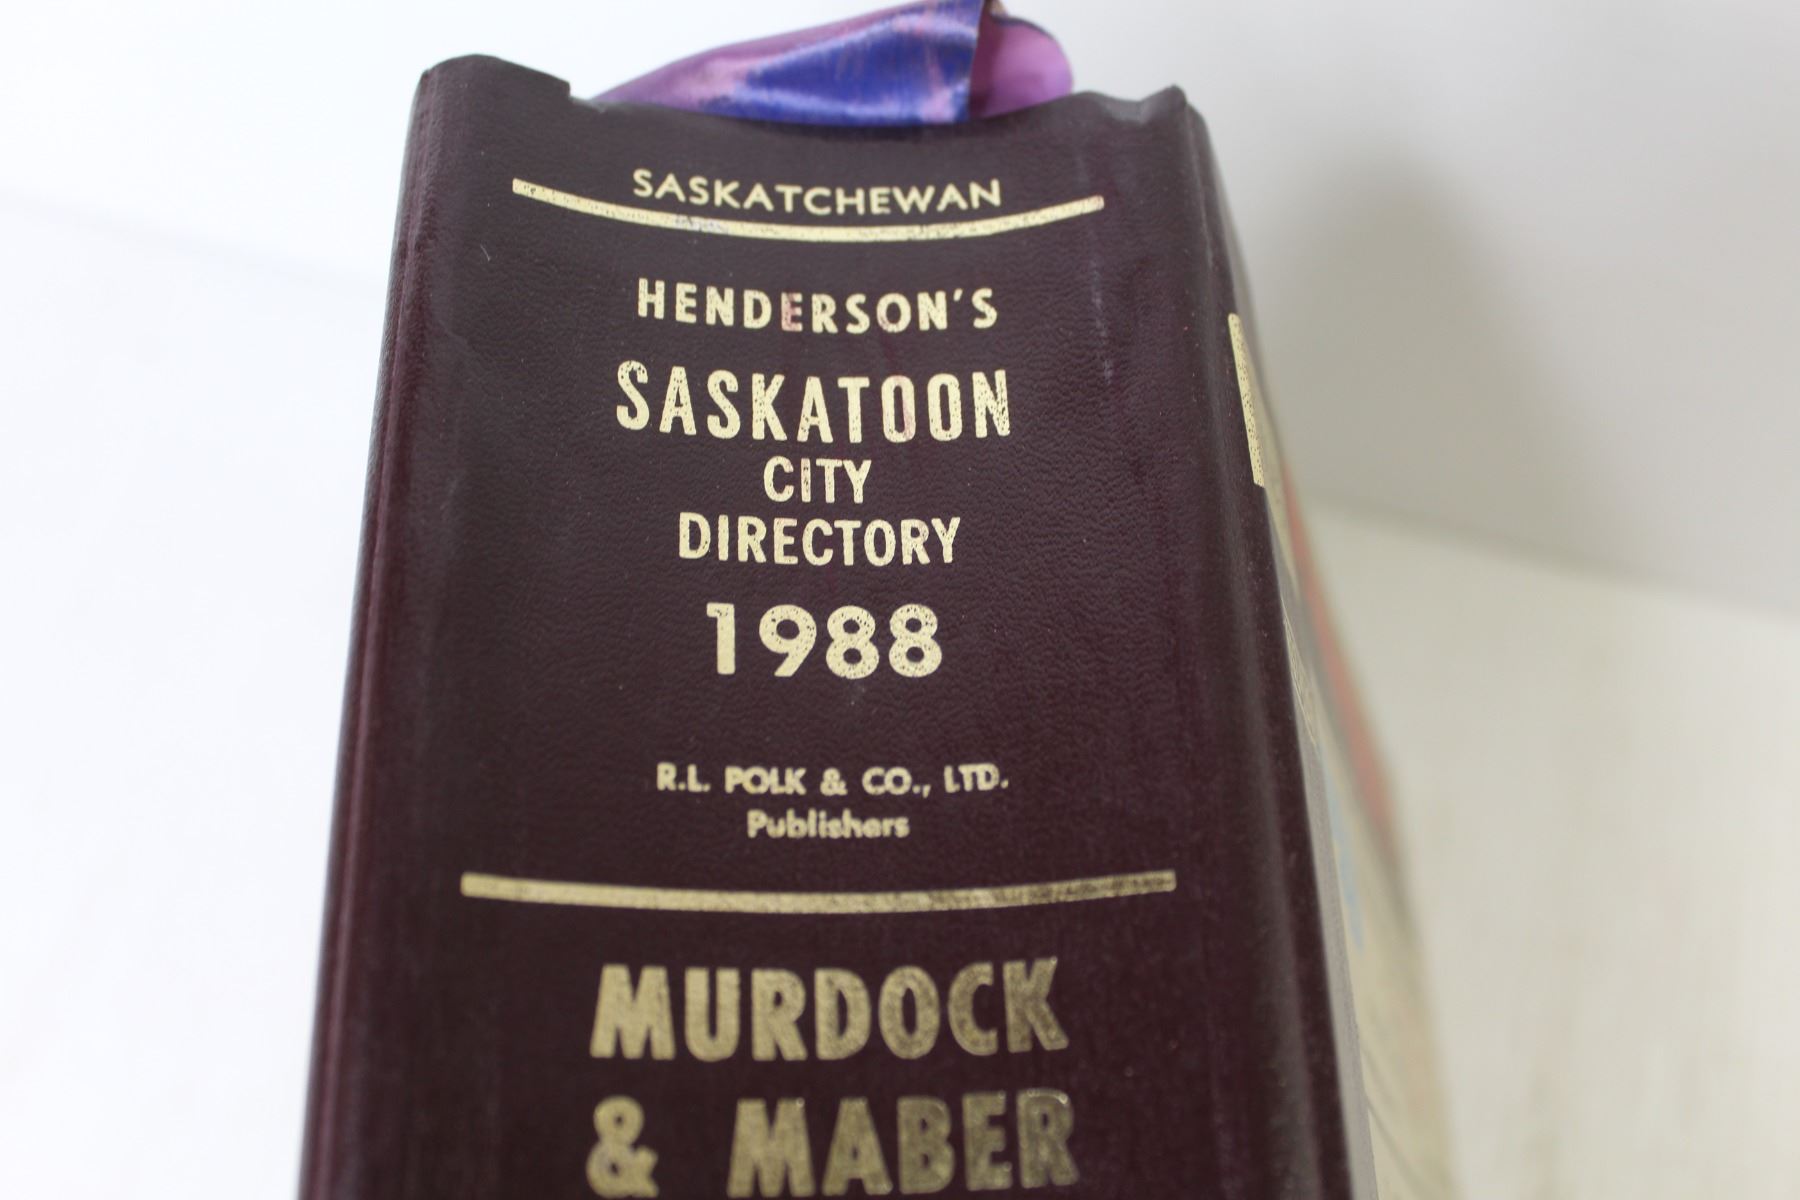 SASKATCHEWAN
HENDERSON'S
SASKATOON
CITY
DIRECTORY
1988
R.L. POLK & CO., LTD.
Publishers
MURDOCK
& MABER